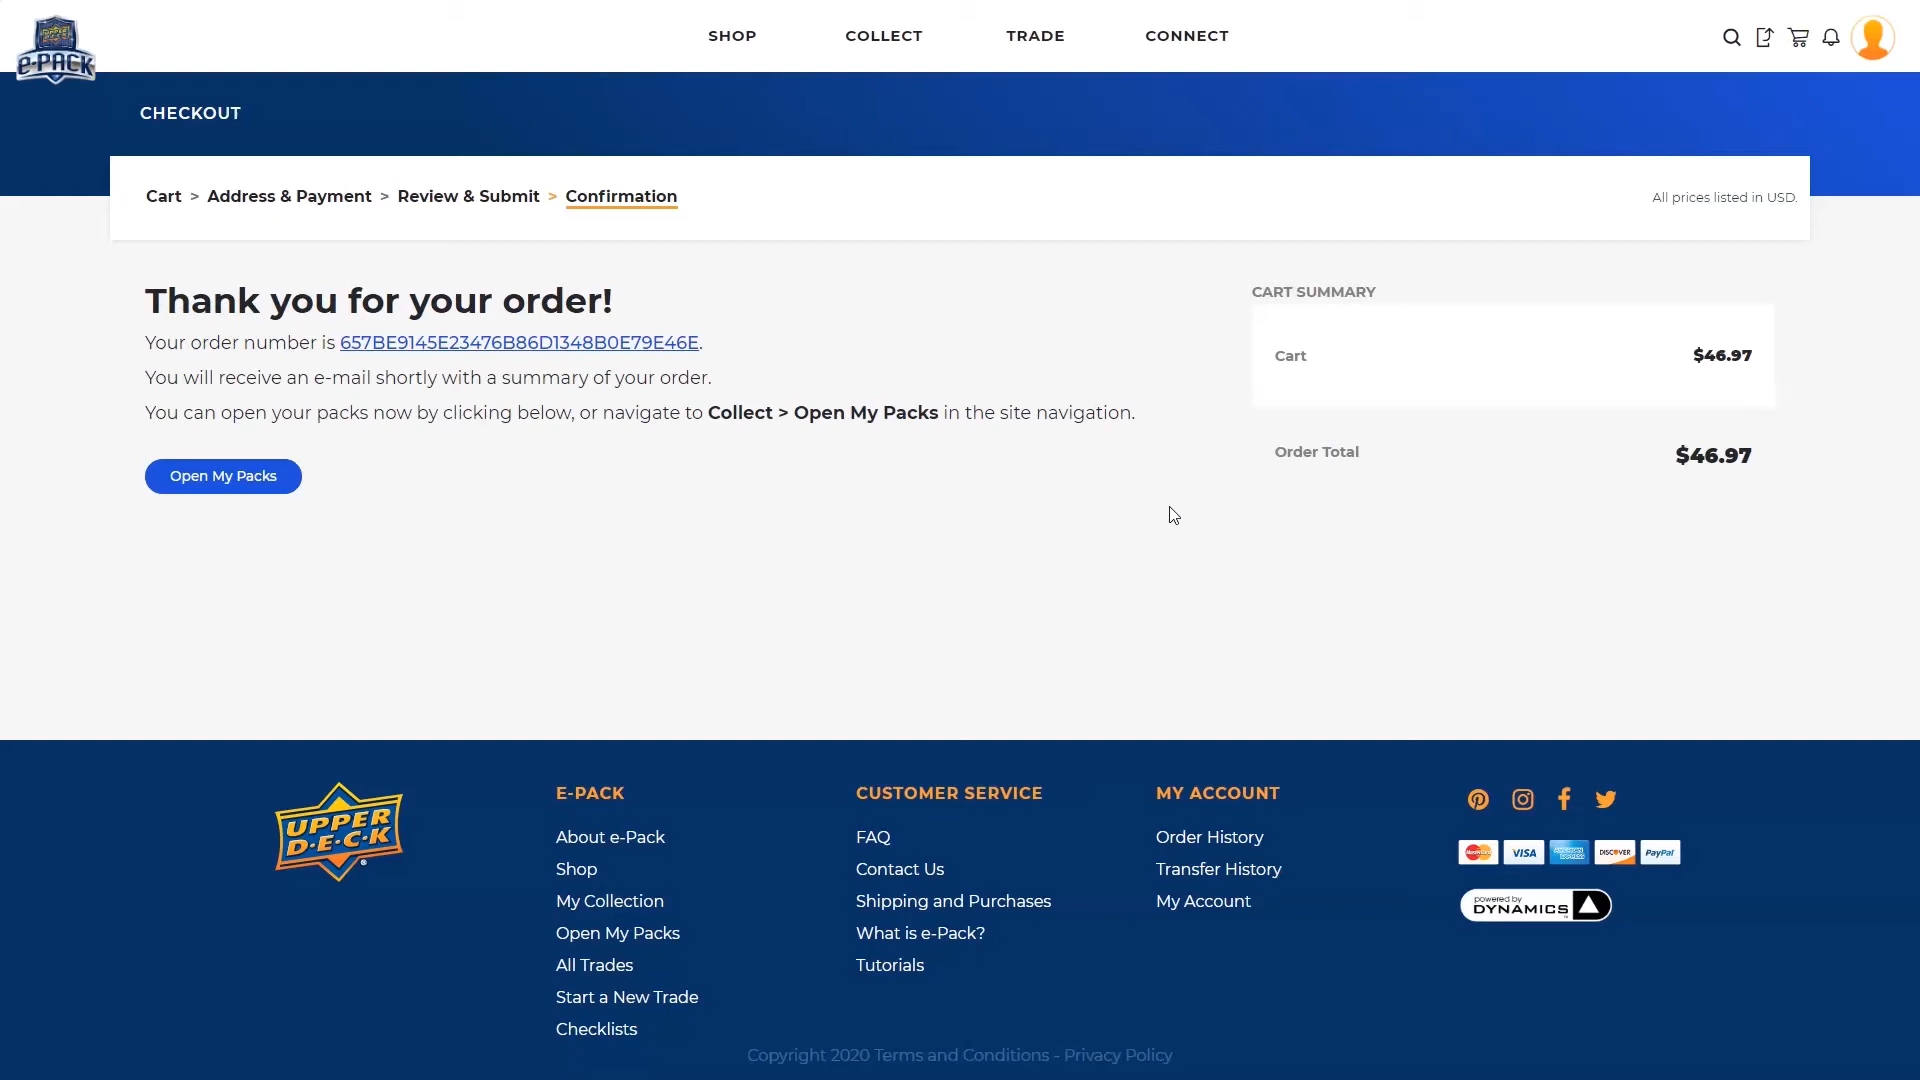 UPPER DECK
e-PACK
SHOP
COLLECT
TRADE
CONNECT
CHECKOUT
Cart > Address & Payment > Review & Submit > Confirmation
All prices listed in USD.
Thank you for your order!
Your order number is 657BE9145E23476B86D1348B0E79E46E.
You will receive an e-mail shortly with a summary of your order.
You can open your packs now by clicking below, or navigate to Collect > Open My Packs in the site navigation.
Open My Packs
CART SUMMARY
Cart
$46.97
Order Total
$46.97
UPPER
D·E·C·K
®
E-PACK
About e-Pack
Shop
My Collection
Open My Packs
All Trades
Start a New Trade
Checklists
CUSTOMER SERVICE
FAQ
Contact Us
Shipping and Purchases
What is e-Pack?
Tutorials
MY ACCOUNT
Order History
Transfer History
My Account
MasterCard
VISA
AMERICAN EXPRESS
DISCOVER
PayPal
powered by
DYNAMICS
Copyright 2020 Terms and Conditions - Privacy Policy